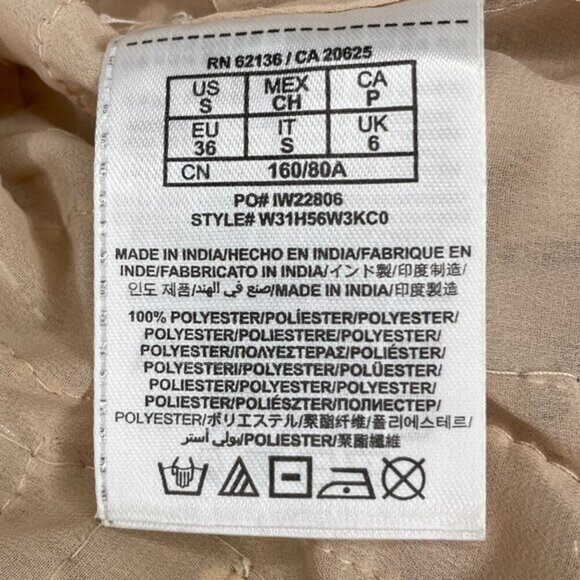 RN 62136 / CA 20625
US S MEX CH CA P
EU 36 IT S UK 6
CN 160/80A
PO# IW22806
STYLE# W31H56W3KC0
MADE IN INDIA/HECHO EN INDIA/FABRIQUE EN
INDE/FABBRICATO IN INDIA/インド製/印度制造/
인도 제품/صنع في الهند/MADE IN INDIA/印度製造
100% POLYESTER/POLÍESTER/POLYESTER/
POLYESTER/POLIESTERE/POLYESTER/
POLYESTER/ΠΟΛΥΕΣΤΕΡΑΣ/POLIÉSTER/
POLYESTERI/POLYESTER/POLÜESTER/
POLYESTER/POLYESTER/POLYESTER/
POLIESTER/POLIÉSZTER/ПОЛИЕСТЕР/
POLYESTER/ポリエステル/聚酯纤维/폴리에스테르/
بولي أستر/POLIESTER/聚酯纖維